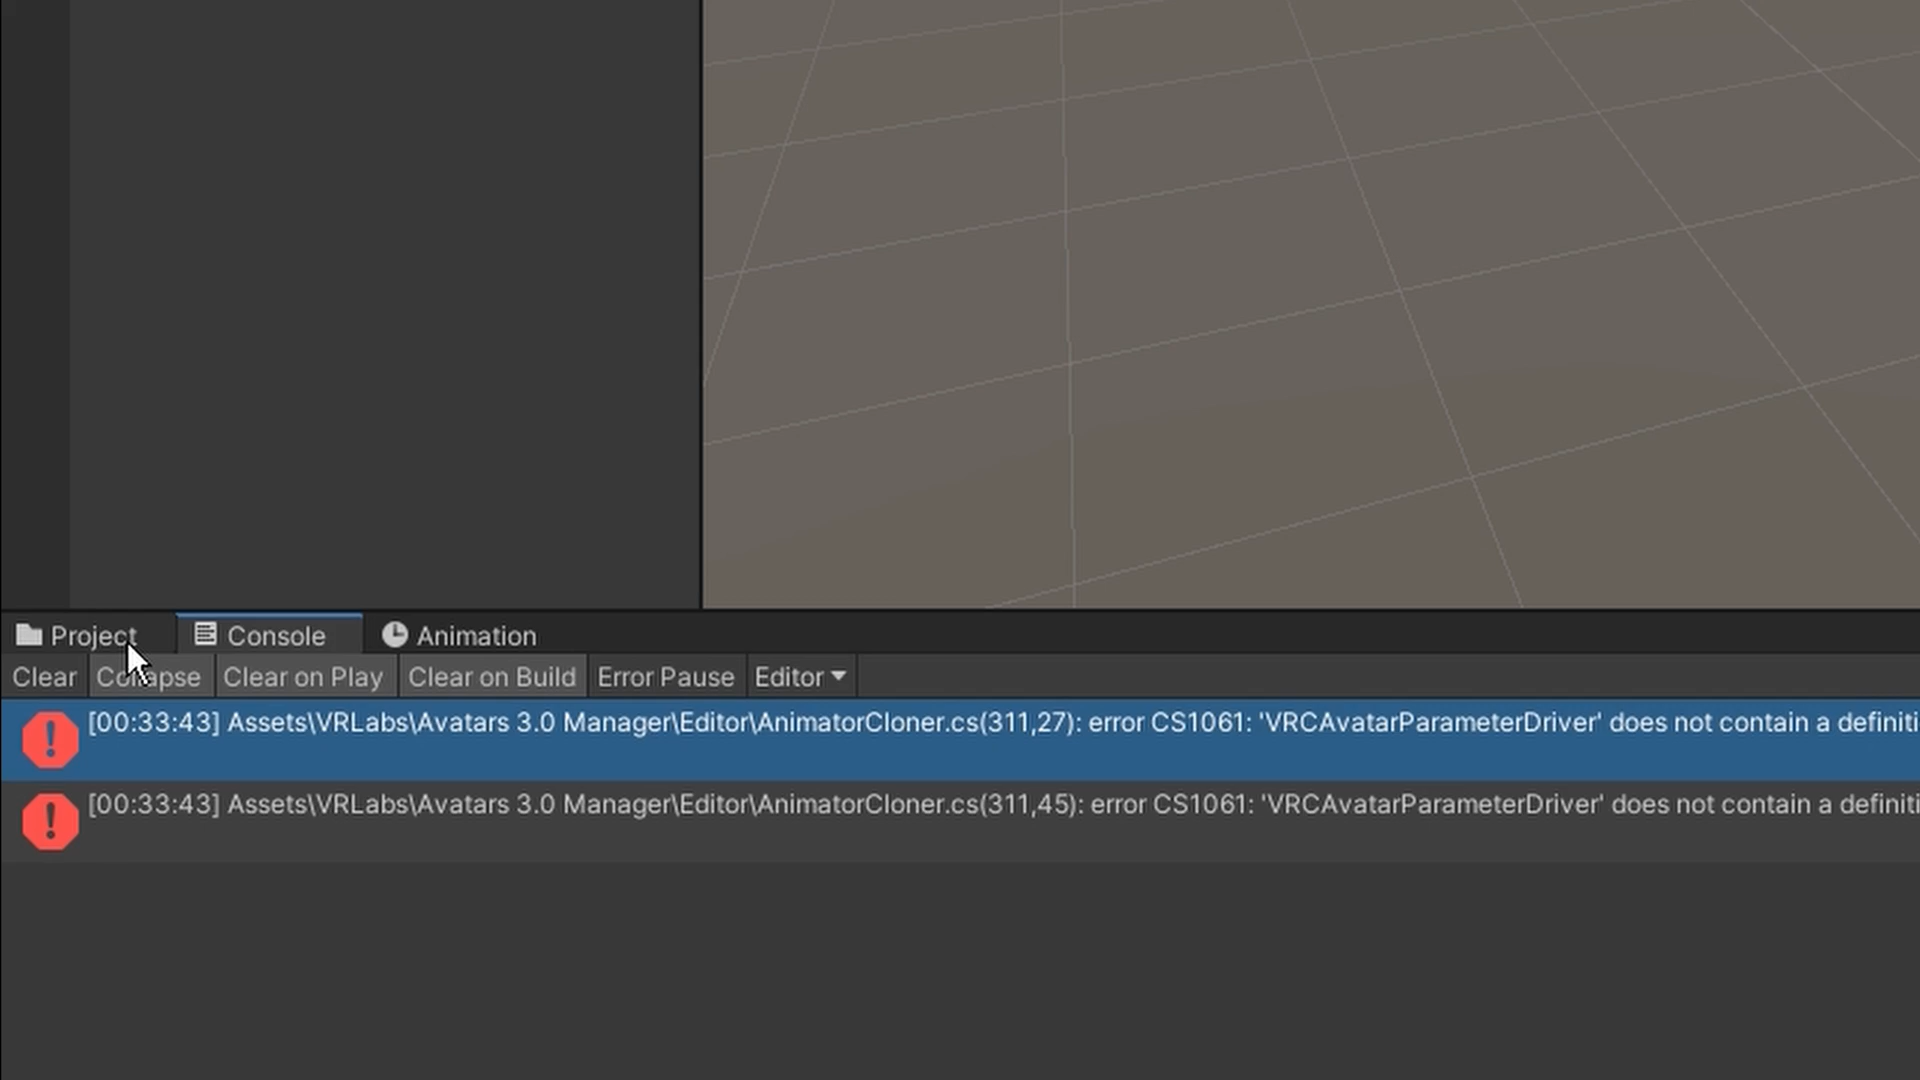 Project Console Animation
Clear Collapse Clear on Play Clear on Build Error Pause Editor
[00:33:43] Assets\VRLabs\Avatars 3.0 Manager\Editor\AnimatorCloner.cs(311,27): error CS1061: 'VRCAvatarParameterDriver' does not contain a definiti
[00:33:43] Assets\VRLabs\Avatars 3.0 Manager\Editor\AnimatorCloner.cs(311,45): error CS1061: 'VRCAvatarParameterDriver' does not contain a definiti